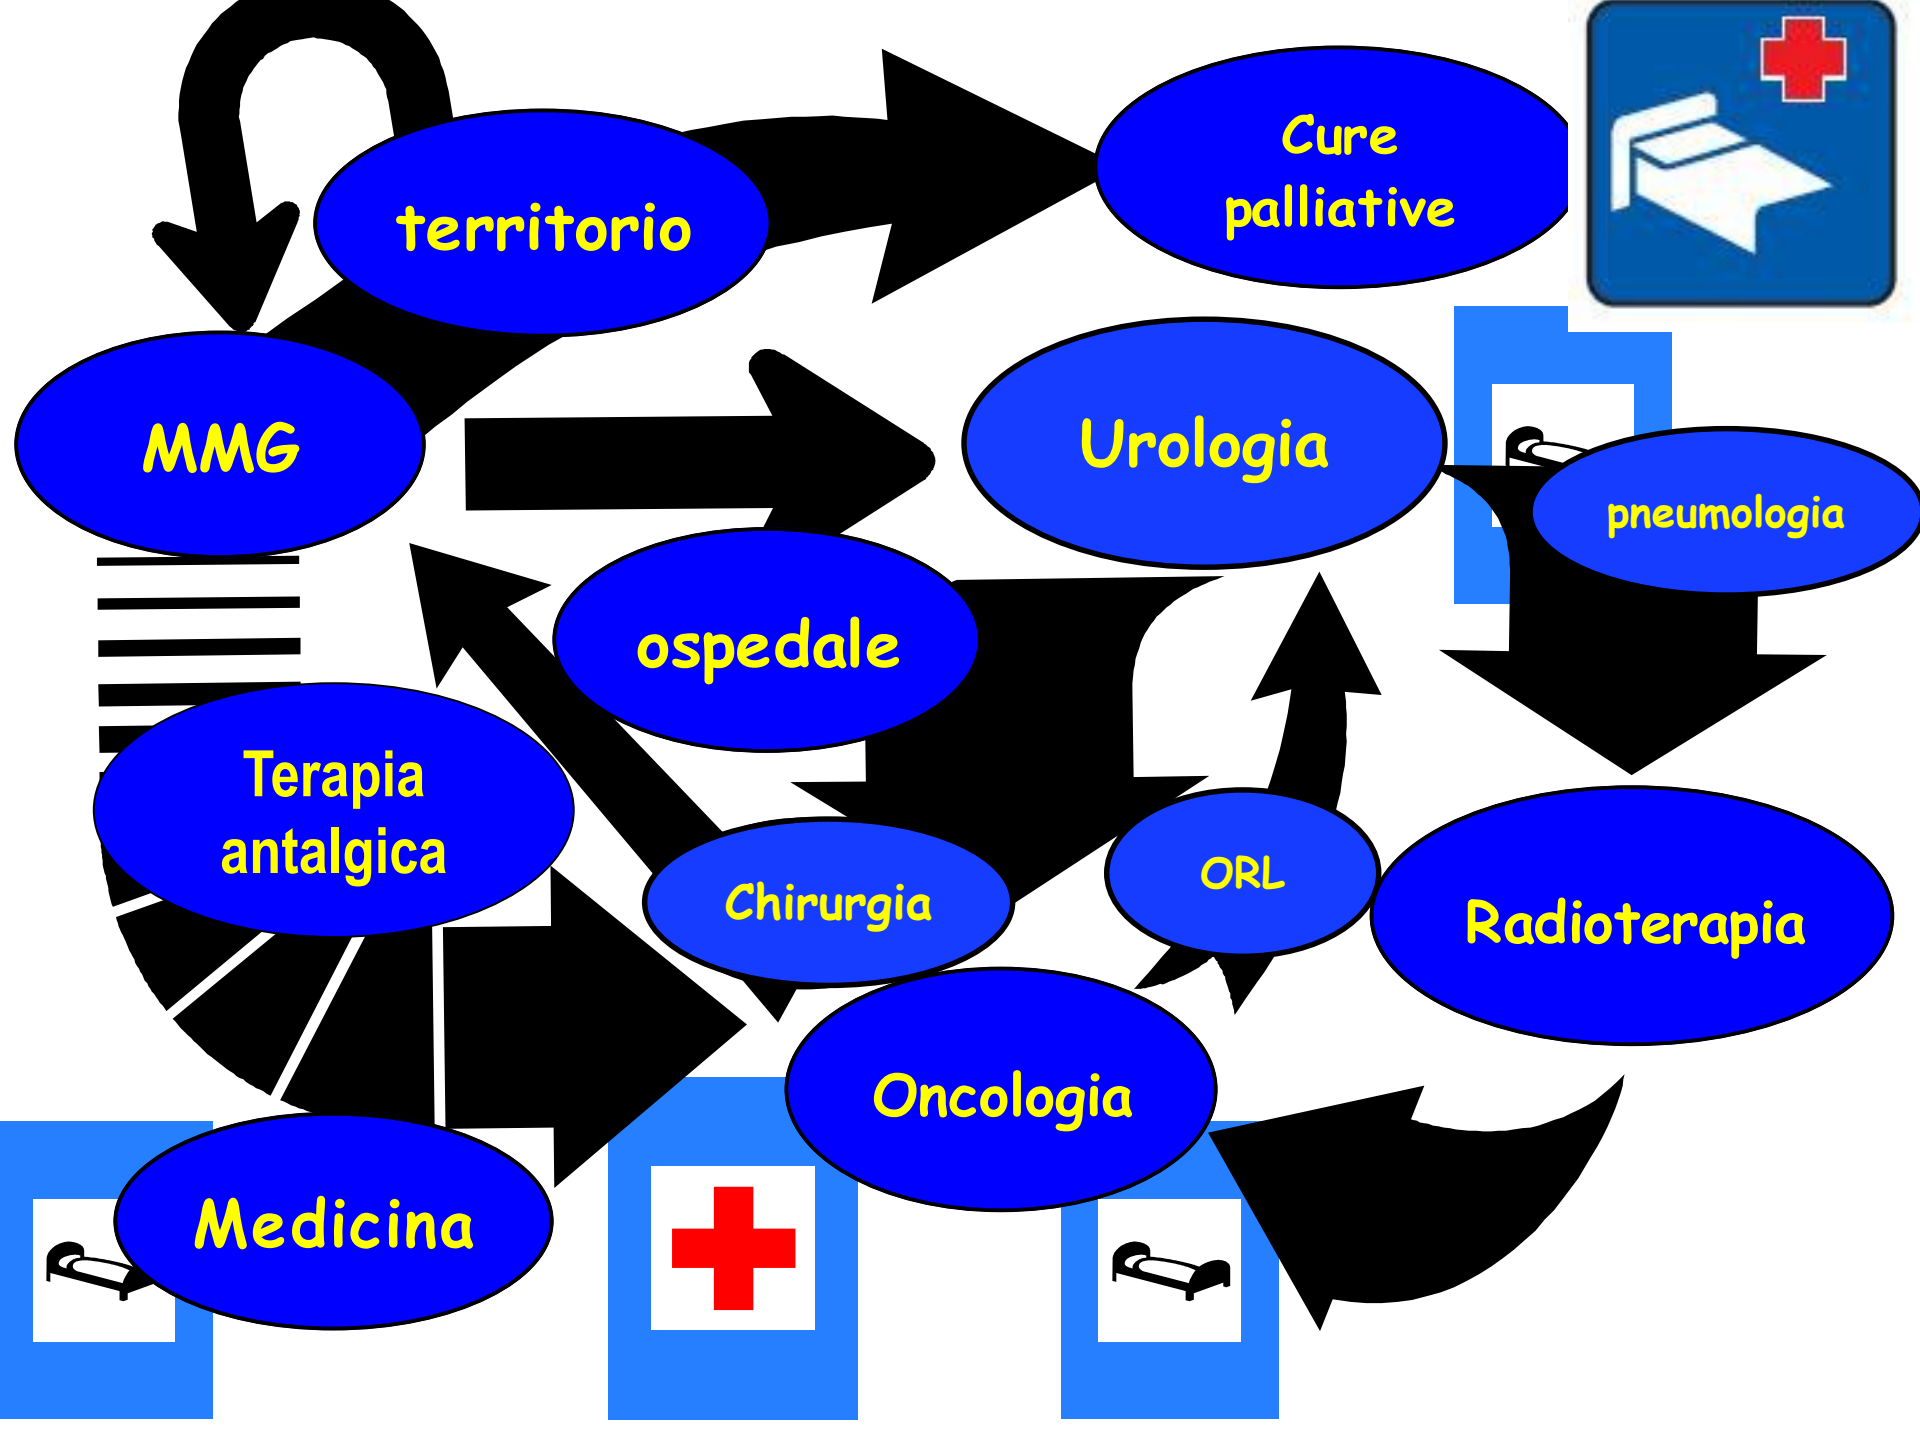 Cure
palliative
territorio
MMG
Urologia
pneumologia
ospedale
Terapia
antalgica
Chirurgia
ORL
Radioterapia
Oncologia
Medicina